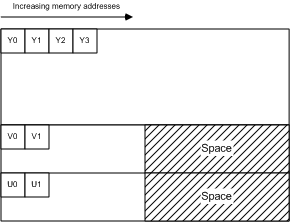 Increasing memory addresses
Y0 Y1 Y2 Y3
V0 V1
Space
U0 U1
Space